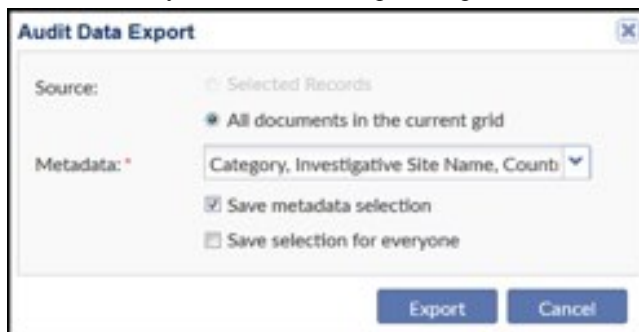 Audit Data Export
Source:
Selected Records
All documents in the current grid
Metadata:*
Category, Investigative Site Name, Count
Save metadata selection
Save selection for everyone
Export Cancel